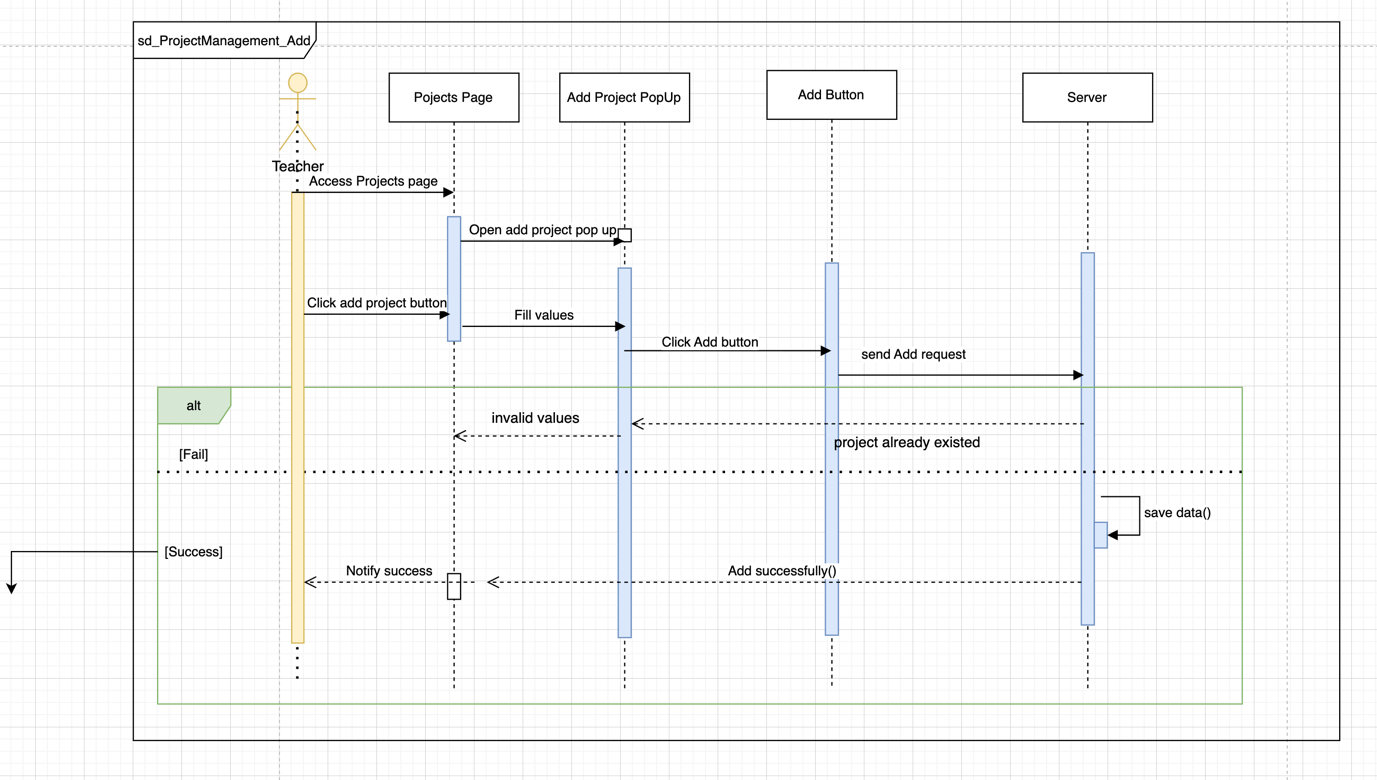 sd_ProjectManagement_Add
Pojects Page
Add Project PopUp
Add Button
Server
Teacher
Access Projects page
Open add project pop up
Click add project button
Fill values
Click Add button
send Add request
alt
invalid values
project already existed
[Fail]
save data()
[Success]
Notify success
Add successfully()